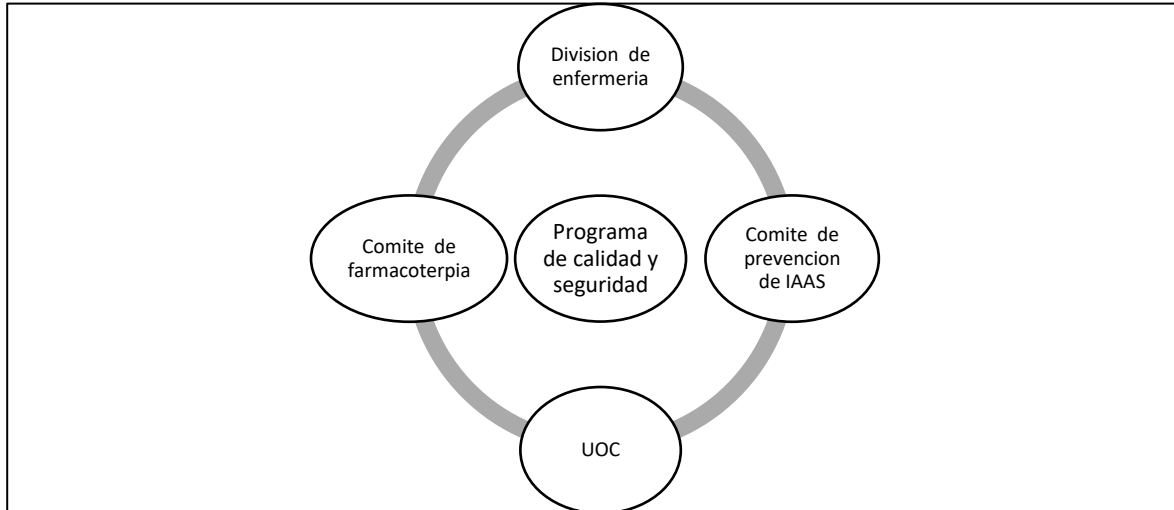 Division de
enfermeria
Comite de
farmacoterpia
Programa
de calidad y
seguridad
Comite de
prevencion
de IAAS
UOC